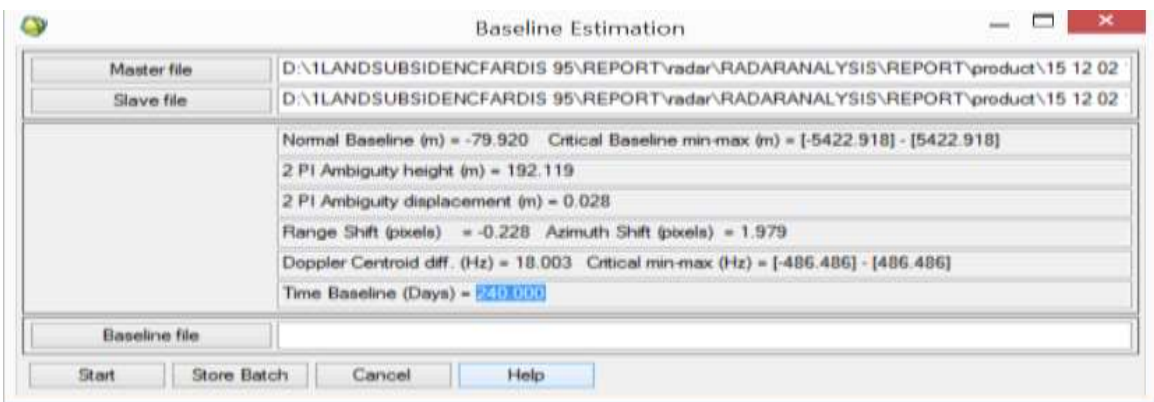 Baseline Estimation
Master file D:\1LANDSUBSIDENCFARDIS 95\REPORT\radar\RADARANALYSIS\REPORT\product\15 12 02
Slave file D:\1LANDSUBSIDENCFARDIS 95\REPORT\radar\RADARANALYSIS\REPORT\product\15 12 02
Normal Baseline (m) = -79.920 Critical Baseline min-max (m) = [-5422.918] - [5422.918]
2 PI Ambiguity height (m) = 192.119
2 PI Ambiguity displacement (m) = 0.028
Range Shift (pixels) = -0.228 Azimuth Shift (pixels) = 1.979
Doppler Centroid diff. (Hz) = 18.003 Critical min-max (Hz) = [-486.486] - [486.486]
Time Baseline (Days) = 240.000
Baseline file
Start Store Batch Cancel Help